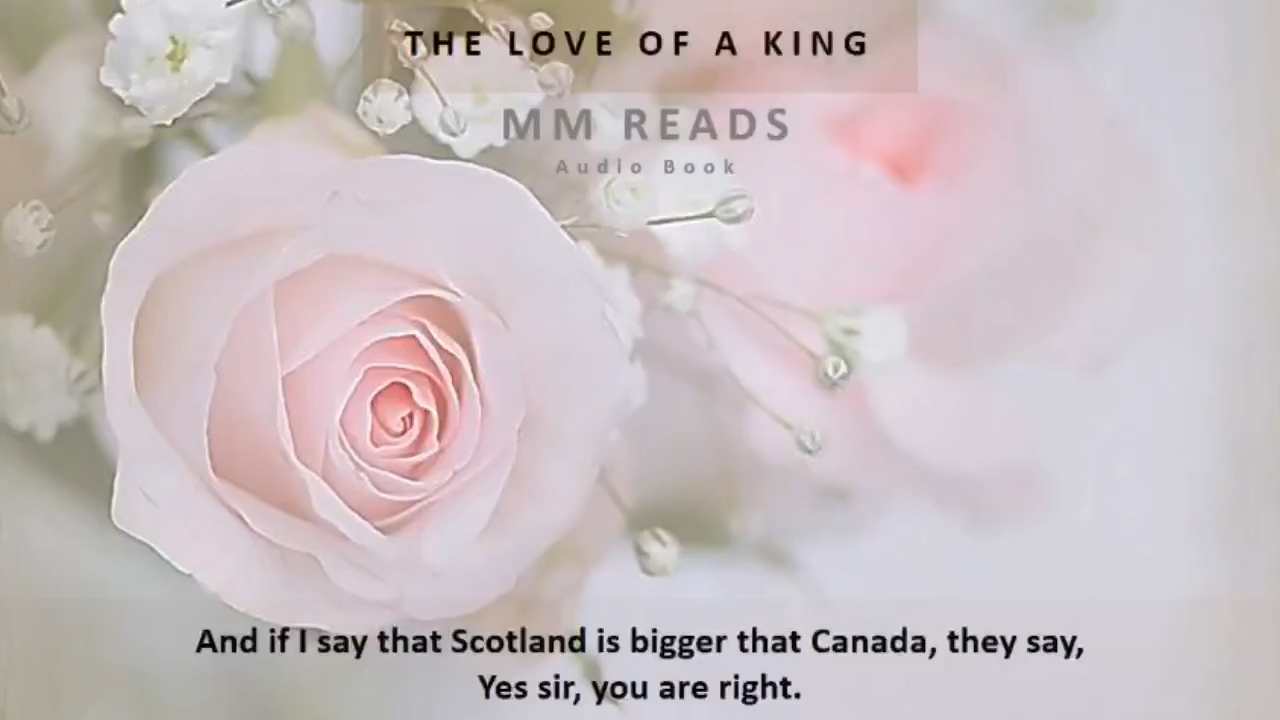 THE LOVE OF A KING
MM READS
Audio Book
And if I say that Scotland is bigger that Canada, they say,
Yes sir, you are right.